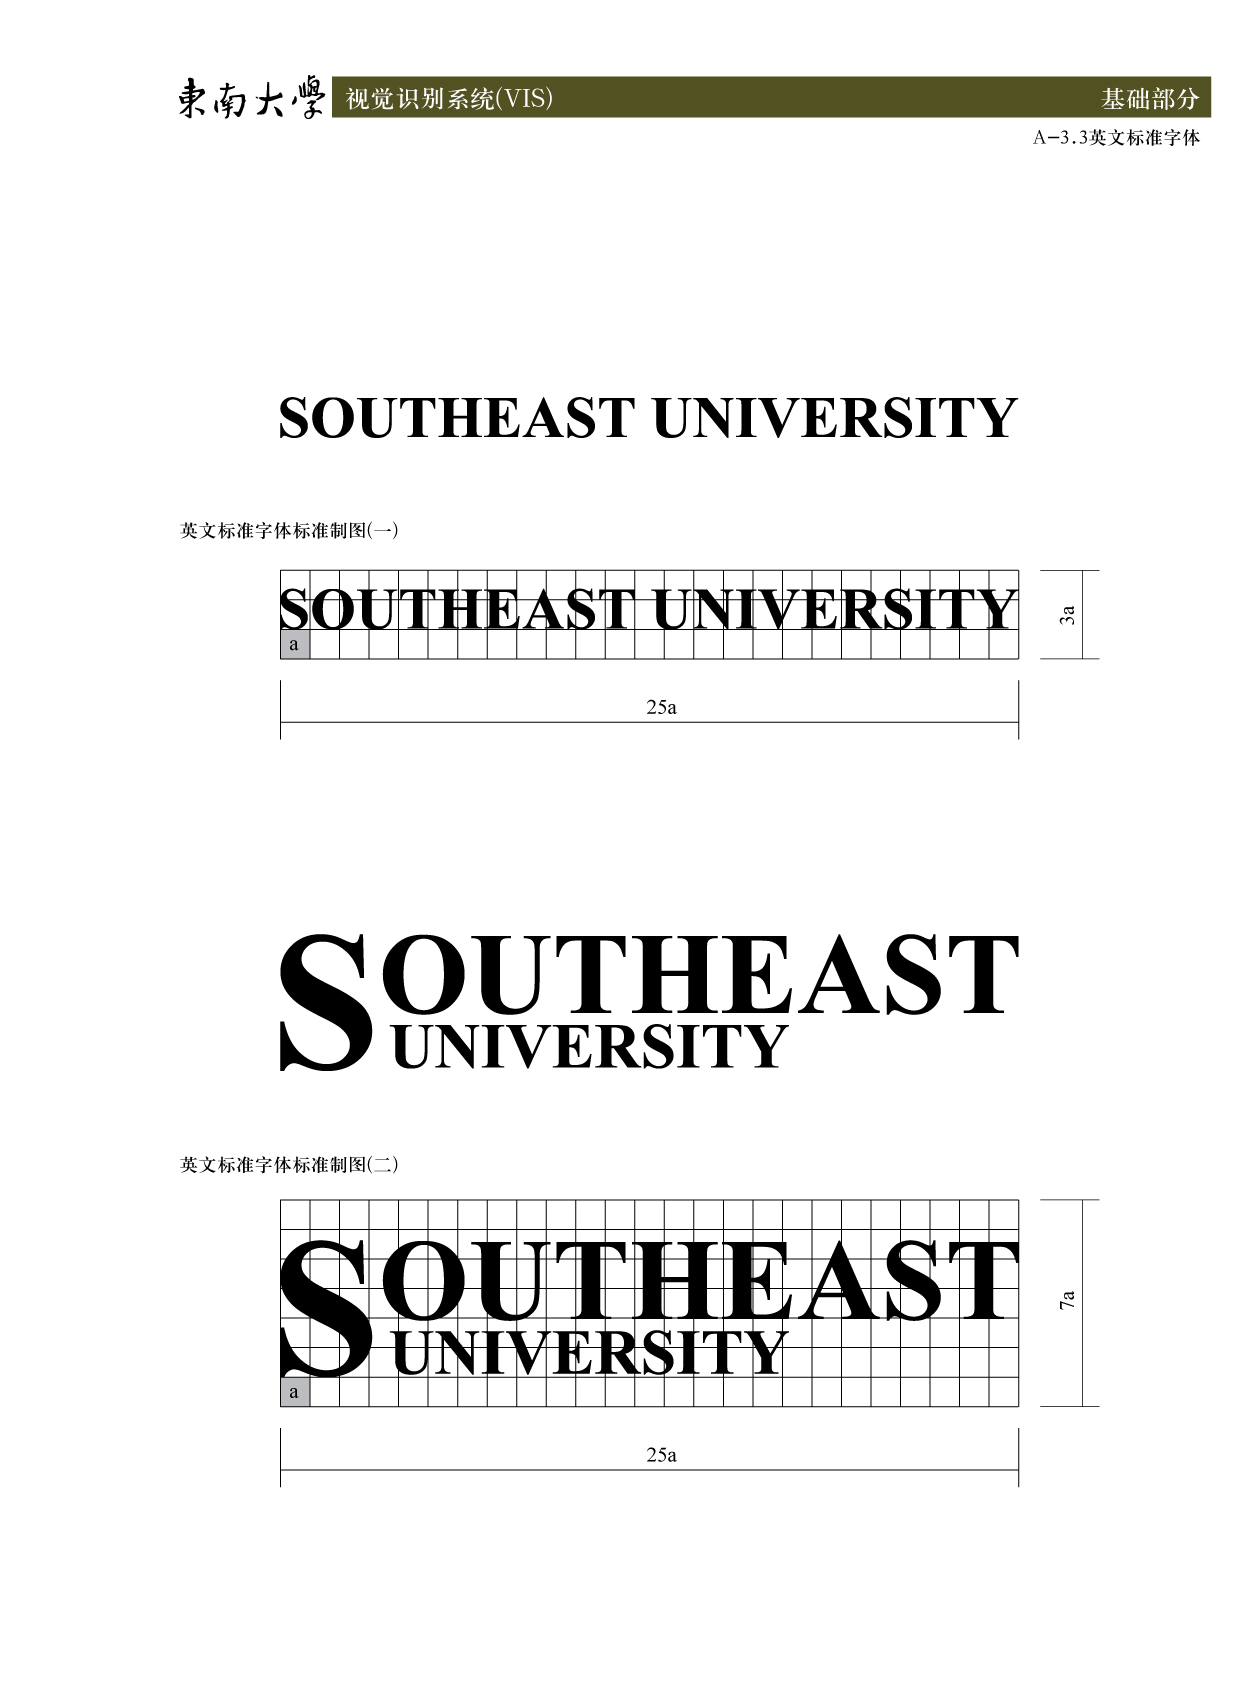 東南大學 视觉识别系统(VIS) 基础部分
A-3.3英文标准字体
SOUTHEAST UNIVERSITY
英文标准字体标准制图(一)
SOUTHEAST UNIVERSITY
3a
a
25a
SOUTHEAST
UNIVERSITY
英文标准字体标准制图(二)
SOUTHEAST
UNIVERSITY
7a
a
25a